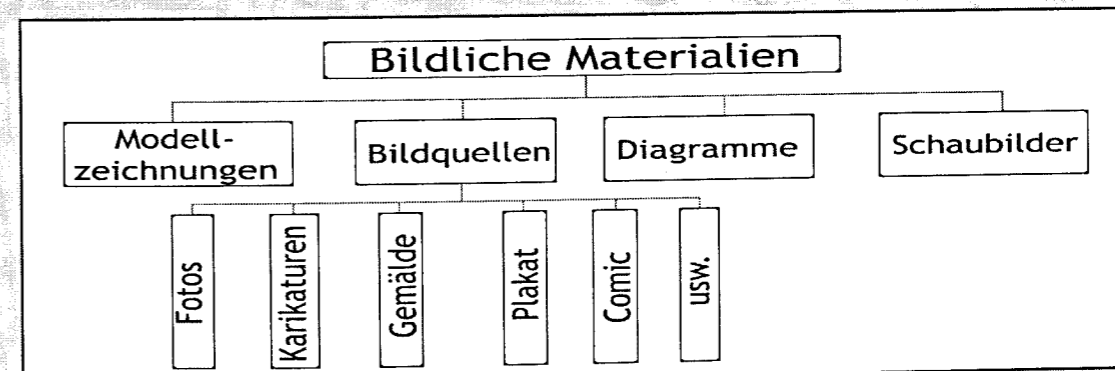 Bildliche Materialien
Modell-
zeichnungen
Bildquellen
Diagramme
Schaubilder
Fotos
Karikaturen
Gemälde
Plakat
Comic
usw.